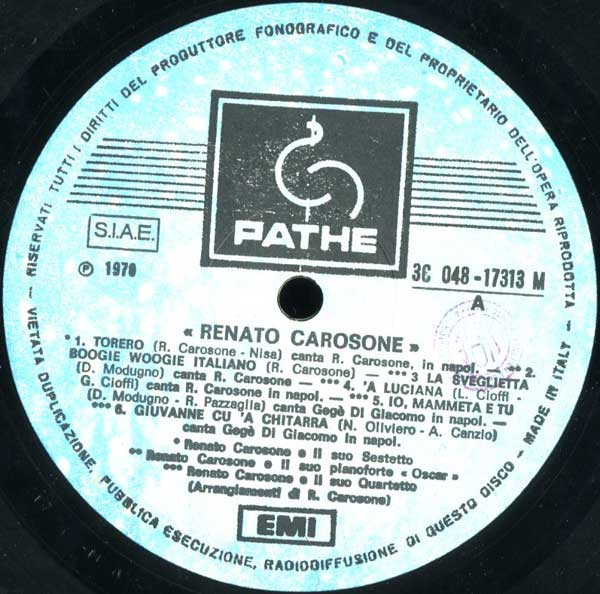 RISERVATI TUTTI I DIRITTI DEL PRODUTTORE FONOGRAFICO E DEL PROPRIETARIO DELL'OPERA RIPRODOTTA
PATHE
S.I.A.E.
Ⓟ 1970
3C 048-17313 M
A
« RENATO CAROSONE »
* 1. TORERO (R. Carosone - Nisa) canta R. Carosone, in napol. — ** 2.
BOOGIE WOOGIE ITALIANO (R. Carosone) — *** 3 LA SVEGLIETTA
(D. Modugno) canta R. Carosone — *** 4. 'A LUCIANA (L. Cioffi -
G. Cioffi) canta R. Carosone in napol. — *** 5. IO, MAMMETA E TU
(D. Modugno - R. Pazzaglia) canta Gegè Di Giacomo in napol. —
*** 6. GIUVANNE CU 'A CHITARRA (N. Oliviero - A. Canzio)
canta Gegè Di Giacomo in napol.
* Renato Carosone e il suo Sestetto
** Renato Carosone e il suo pianoforte « Oscar »
*** Renato Carosone e il suo Quartetto
(Arrangiamenti di R. Carosone)
EMI
— VIETATA DUPLICAZIONE, PUBBLICA ESECUZIONE, RADIODIFFUSIONE DI QUESTO DISCO - MADE IN ITALY -